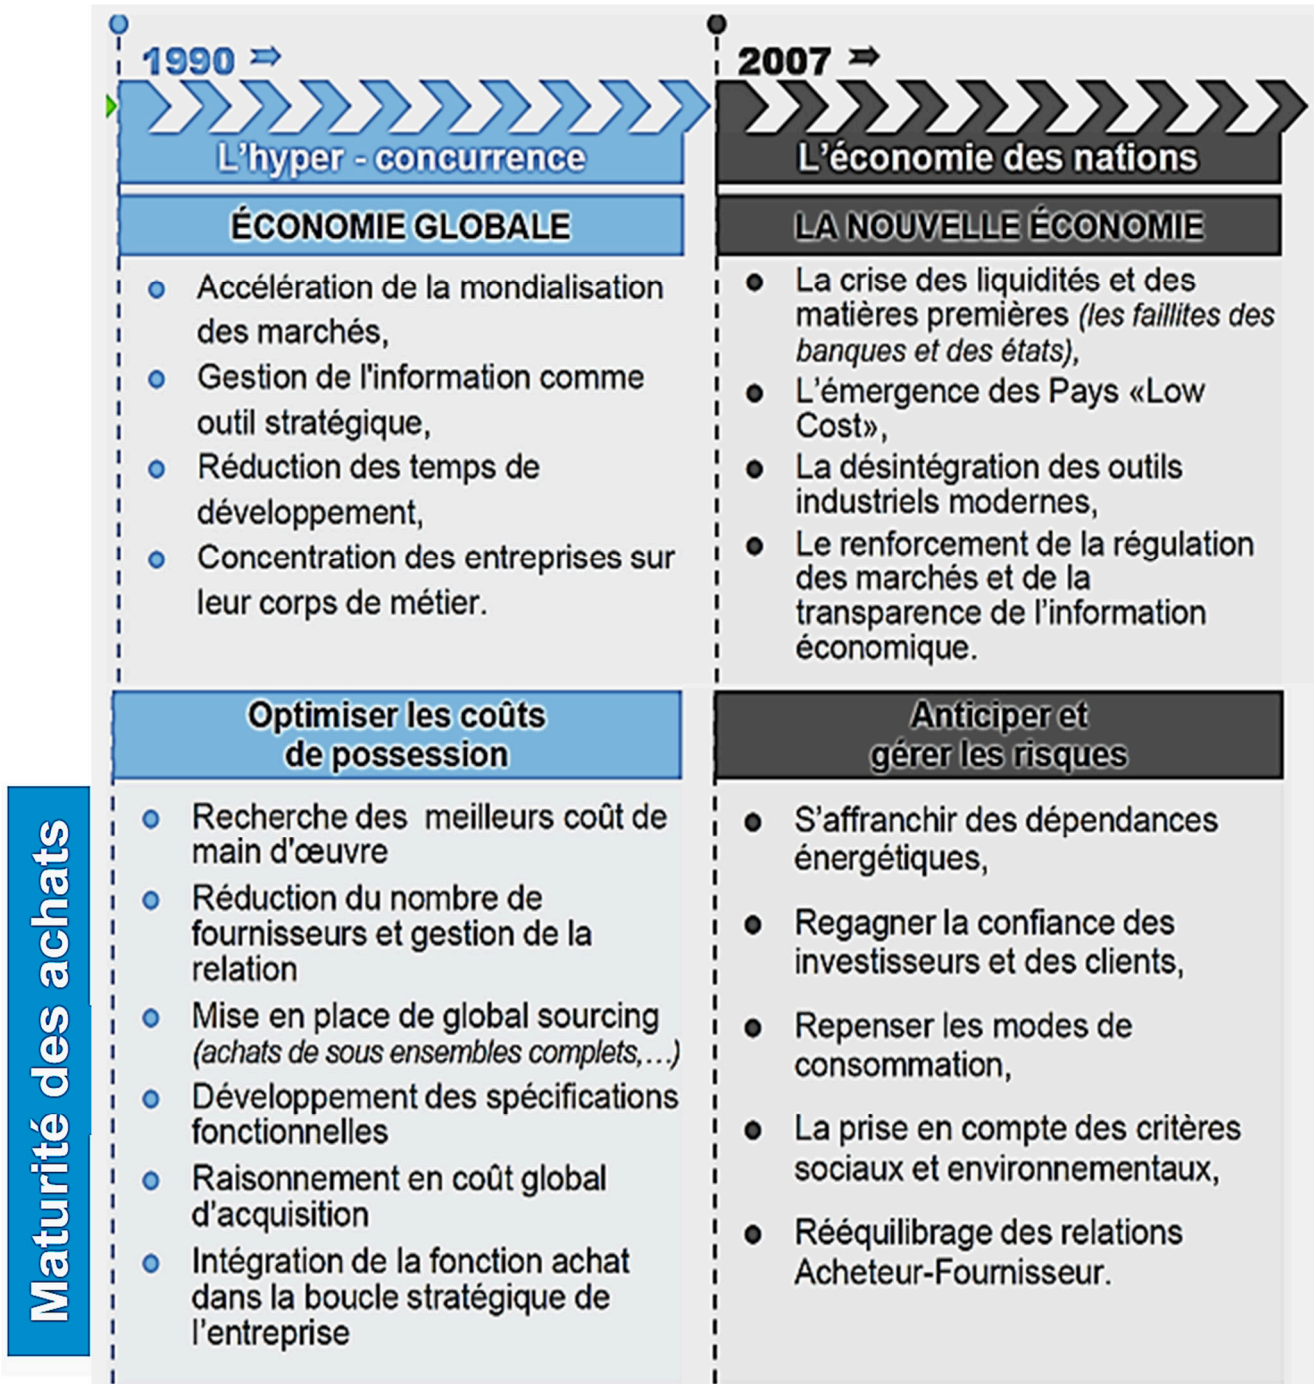 1990
L'hyper - concurrence
ÉCONOMIE GLOBALE
Accélération de la mondialisation
des marchés,
Gestion de l'information comme
outil stratégique,
Réduction des temps de
développement,
Concentration des entreprises sur
leur corps de métier.
2007
L'économie des nations
LA NOUVELLE ÉCONOMIE
La crise des liquidités et des
matières premières (les faillites des
banques et des états),
L'émergence des Pays «Low
Cost»,
La désintégration des outils
industriels modernes,
Le renforcement de la régulation
des marchés et de la
transparence de l'information
économique.
Maturité des achats
Optimiser les coûts
de possession
Recherche des meilleurs coût de
main d'œuvre
Réduction du nombre de
fournisseurs et gestion de la
relation
Mise en place de global sourcing
(achats de sous ensembles complets,...)
Développement des spécifications
fonctionnelles
Raisonnement en coût global
d'acquisition
Intégration de la fonction achat
dans la boucle stratégique de
l'entreprise
Anticiper et
gérer les risques
S'affranchir des dépendances
énergétiques,
Regagner la confiance des
investisseurs et des clients,
Repenser les modes de
consommation,
La prise en compte des critères
sociaux et environnementaux,
Rééquilibrage des relations
Acheteur-Fournisseur.